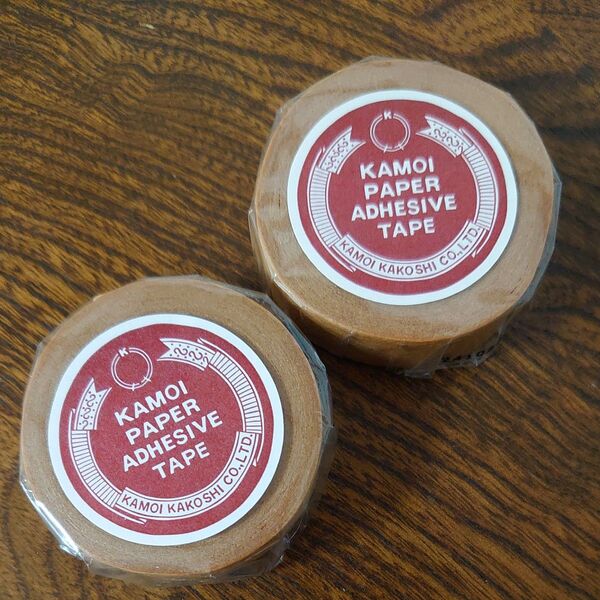 K
KAMOI
PAPER
ADHESIVE
TAPE
KAMOI KAKOSHI CO.,LTD.
K
KAMOI
PAPER
ADHESIVE
TAPE
KAMOI KAKOSHI CO.,LTD.